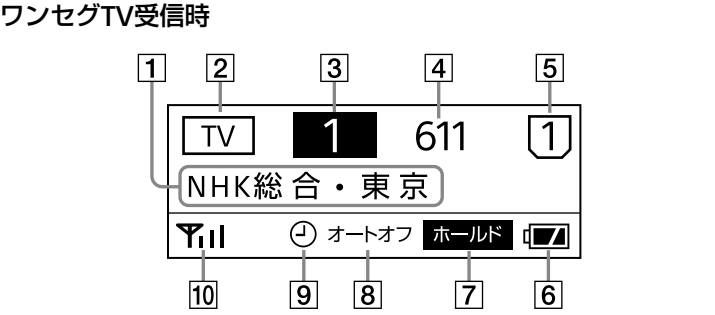 ワンセグTV受信時
1 2 3 4 5
TV 1 611 1
NHK総合・東京
オートオフ ホールド
10 9 8 7 6